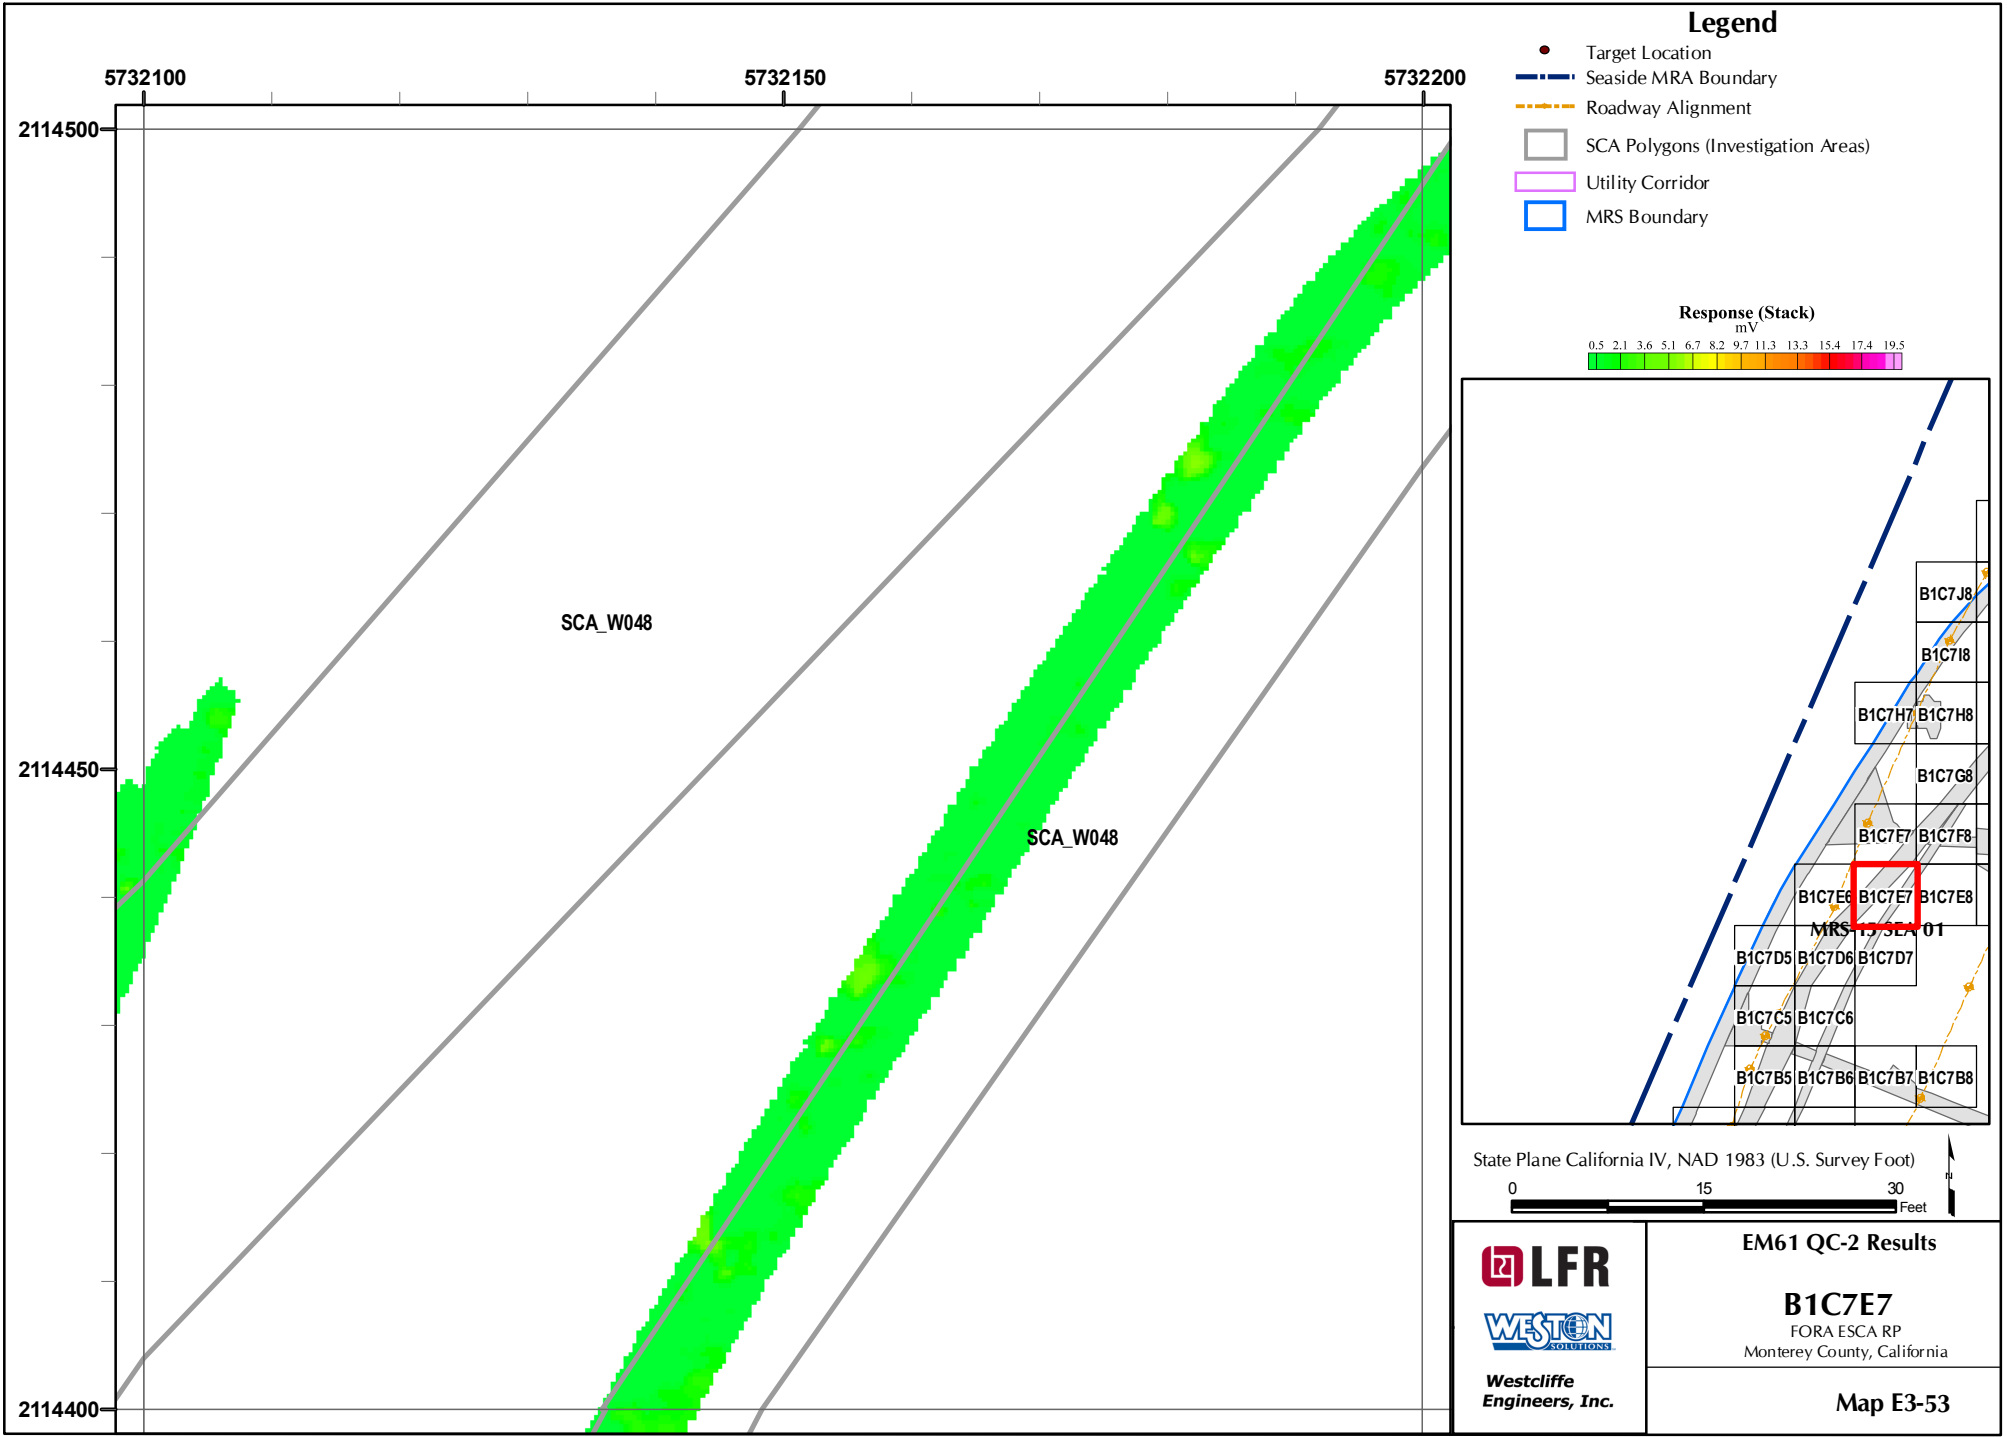 5732100
5732150
5732200
2114500
2114450
2114400
SCA_W048
SCA_W048
Legend
Target Location
Seaside MRA Boundary
Roadway Alignment
SCA Polygons (Investigation Areas)
Utility Corridor
MRS Boundary
Response (Stack)
mV
0.5 2.1 3.6 5.1 6.7 8.2 9.7 11.3 13.3 15.4 17.4 19.5
B1C7J8
B1C7I8
B1C7H7 B1C7H8
B1C7G8
B1C7F7 B1C7F8
B1C7E6 B1C7E7 B1C7E8
MRS-15 SEA 01
B1C7D5 B1C7D6 B1C7D7
B1C7C5 B1C7C6
B1C7B5 B1C7B6 B1C7B7 B1C7B8
State Plane California IV, NAD 1983 (U.S. Survey Foot)
0 15 30
Feet
N
LFR
WESTON
SOLUTIONS
Westcliffe
Engineers, Inc.
EM61 QC-2 Results
B1C7E7
FORA ESCA RP
Monterey County, California
Map E3-53